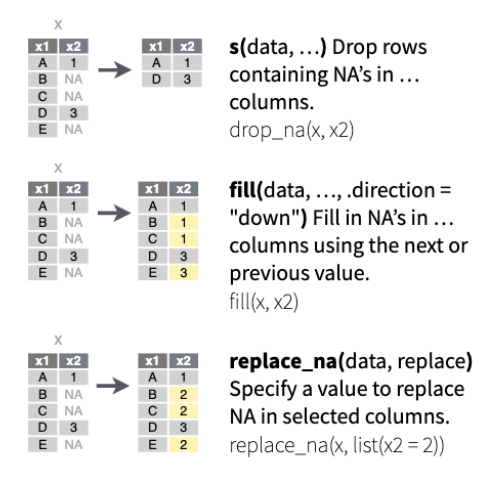 x
x1 x2 x1 x2
A 1 A 1
B NA D 3
C NA
D 3
E NA
s(data, …) Drop rows
containing NA’s in …
columns.
drop_na(x, x2)
x
x1 x2 x1 x2
A 1 A 1
B NA B 1
C NA C 1
D 3 D 3
E NA E 3
fill(data, …, .direction =
"down") Fill in NA’s in …
columns using the next or
previous value.
fill(x, x2)
x
x1 x2 x1 x2
A 1 A 1
B NA B 2
C NA C 2
D 3 D 3
E NA E 2
replace_na(data, replace)
Specify a value to replace
NA in selected columns.
replace_na(x, list(x2 = 2))